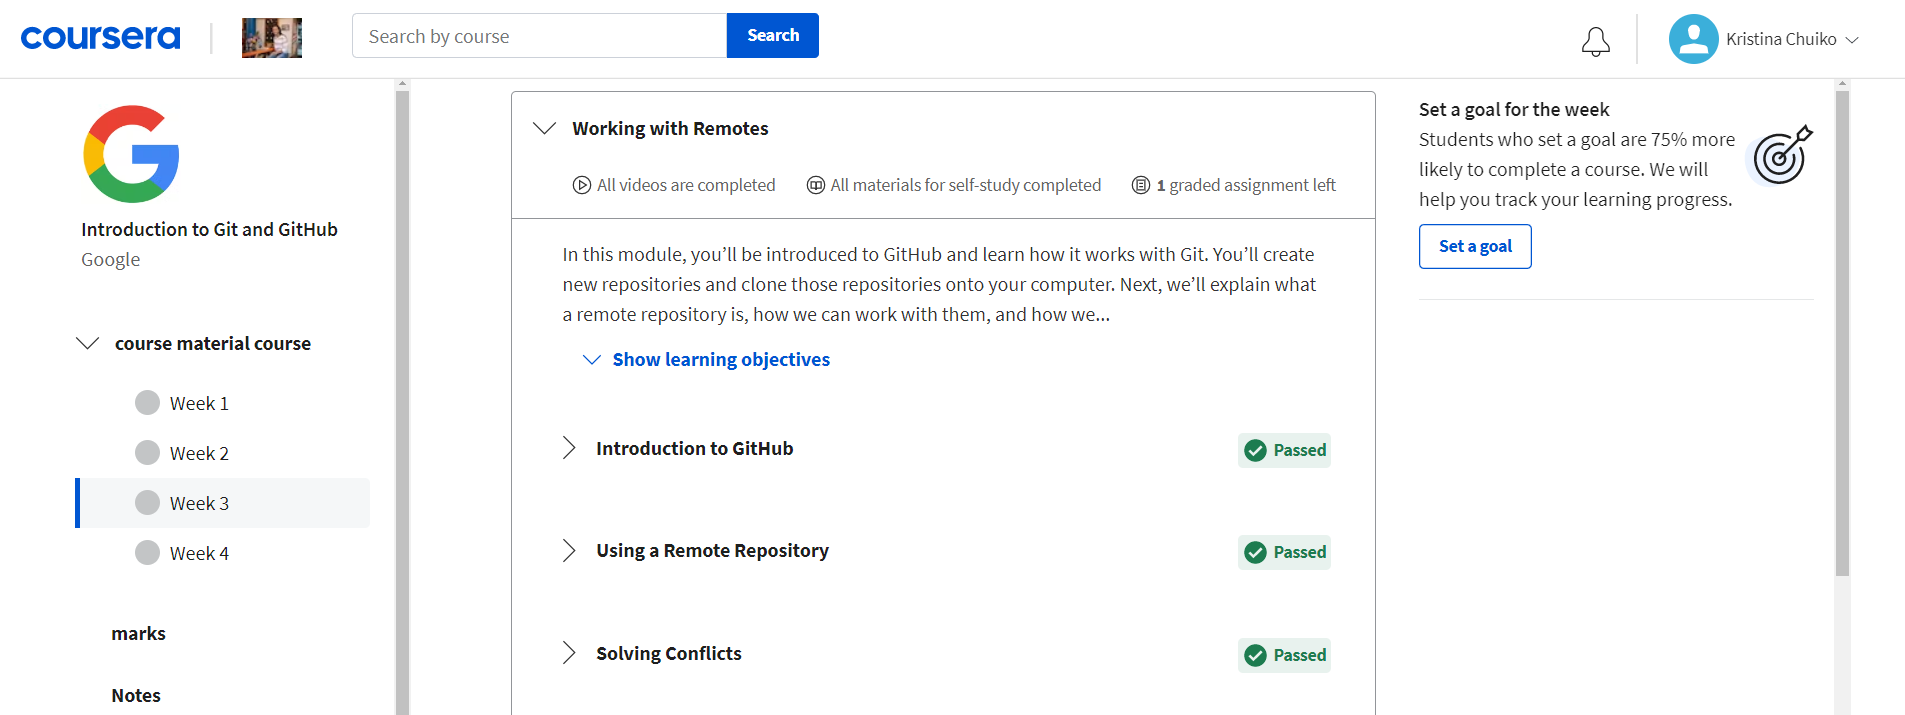 coursera
Search by course
Search
Kristina Chuiko
Introduction to Git and GitHub
Google
course material course
Week 1
Week 2
Week 3
Week 4
marks
Notes
Working with Remotes
All videos are completed
All materials for self-study completed
1 graded assignment left
In this module, you’ll be introduced to GitHub and learn how it works with Git. You’ll create
new repositories and clone those repositories onto your computer. Next, we’ll explain what
a remote repository is, how we can work with them, and how we...
Show learning objectives
Introduction to GitHub
Passed
Using a Remote Repository
Passed
Solving Conflicts
Passed
Set a goal for the week
Students who set a goal are 75% more
likely to complete a course. We will
help you track your learning progress.
Set a goal